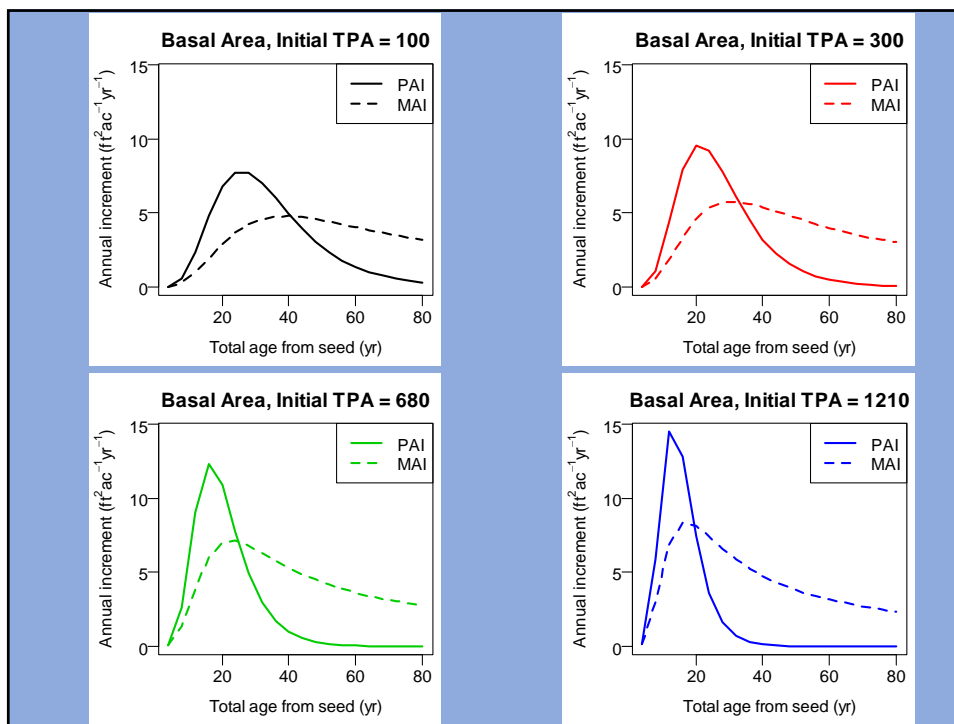 Basal Area, Initial TPA = 100
Annual increment (ft²ac⁻¹yr⁻¹)
15
10
5
0
PAI
MAI
20 40 60 80
Total age from seed (yr)
Basal Area, Initial TPA = 300
Annual increment (ft²ac⁻¹yr⁻¹)
15
10
5
0
PAI
MAI
20 40 60 80
Total age from seed (yr)
Basal Area, Initial TPA = 680
Annual increment (ft²ac⁻¹yr⁻¹)
15
10
5
0
PAI
MAI
20 40 60 80
Total age from seed (yr)
Basal Area, Initial TPA = 1210
Annual increment (ft²ac⁻¹yr⁻¹)
15
10
5
0
PAI
MAI
20 40 60 80
Total age from seed (yr)